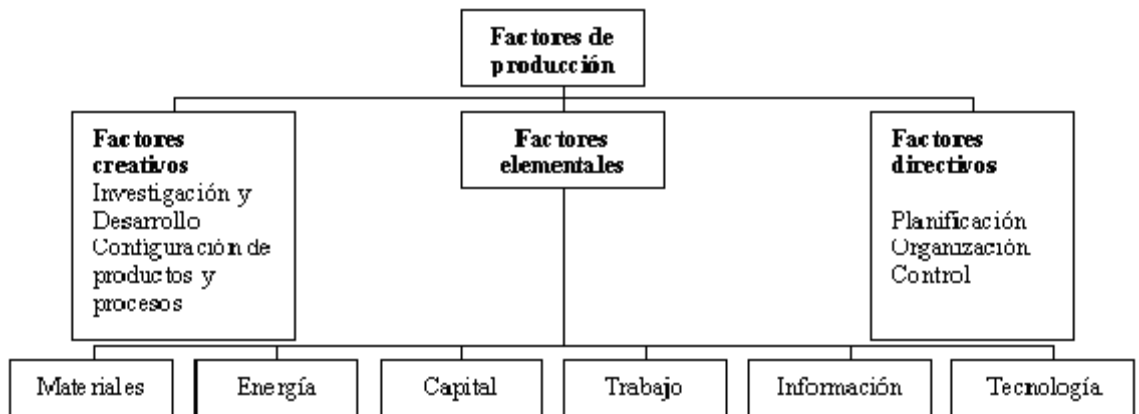 Factores de
producción
Factores
creativos
Investigación y
Desarrollo
Configuración de
productos y
procesos
Factores
elementales
Factores
directivos
Planificación
Organización
Control
Materiales
Energía
Capital
Trabajo
Información
Tecnología